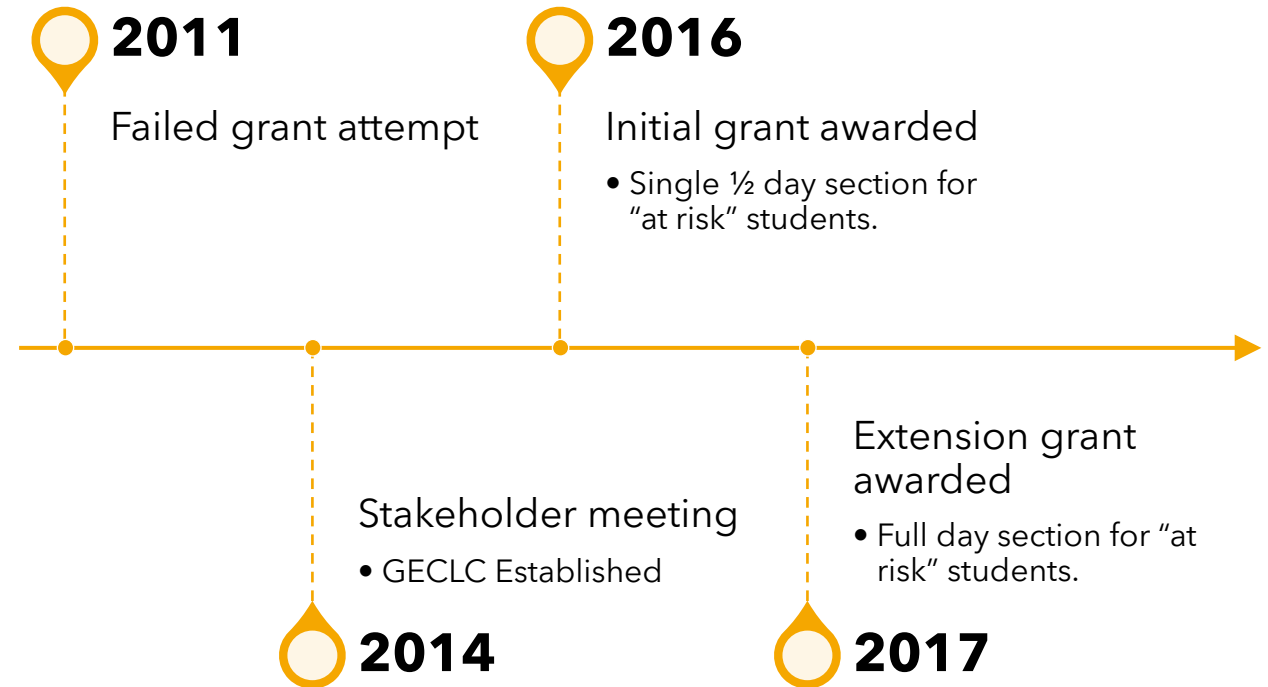 2011
Failed grant attempt
2014
Stakeholder meeting
• GECLC Established
2016
Initial grant awarded
• Single ½ day section for
“at risk” students.
2017
Extension grant
awarded
• Full day section for “at
risk” students.